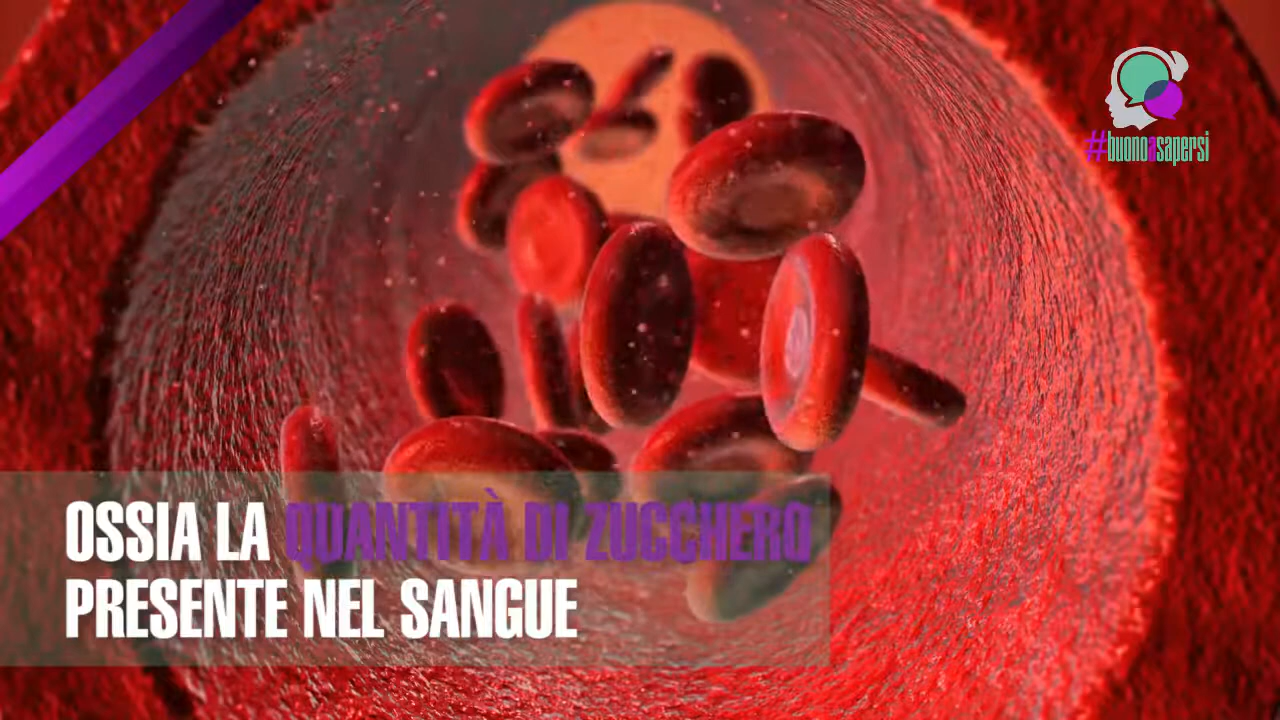 #buonoasapersi
OSSIA LA QUANTITÀ DI ZUCCHERO
PRESENTE NEL SANGUE